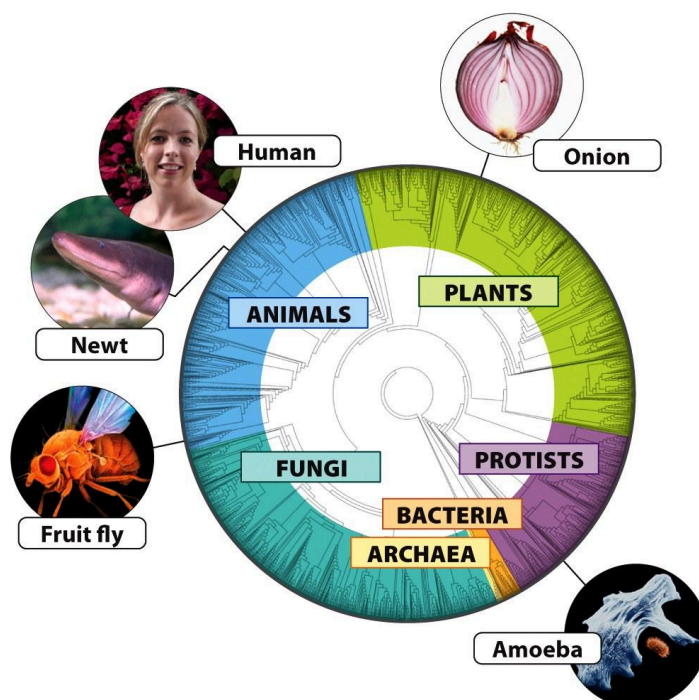 Human
Onion
Newt
ANIMALS
PLANTS
Fruit fly
FUNGI
PROTISTS
BACTERIA
ARCHAEA
Amoeba